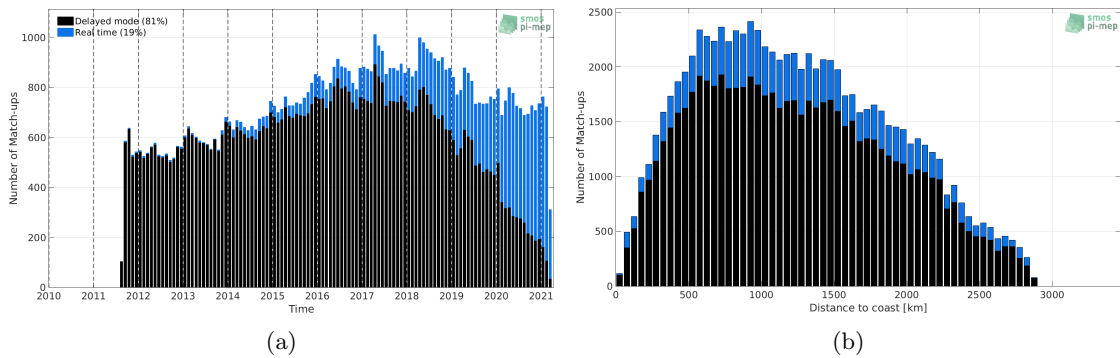 Delayed mode (81%)
Real time (19%)
smos
pi-mep
Number of Match-ups
1000
800
600
400
200
0
2010 2011 2012 2013 2014 2015 2016 2017 2018 2019 2020 2021
Time
(a)
smos
pi-mep
Number of Match-ups
2500
2000
1500
1000
500
0
0 500 1000 1500 2000 2500 3000
Distance to coast [km]
(b)